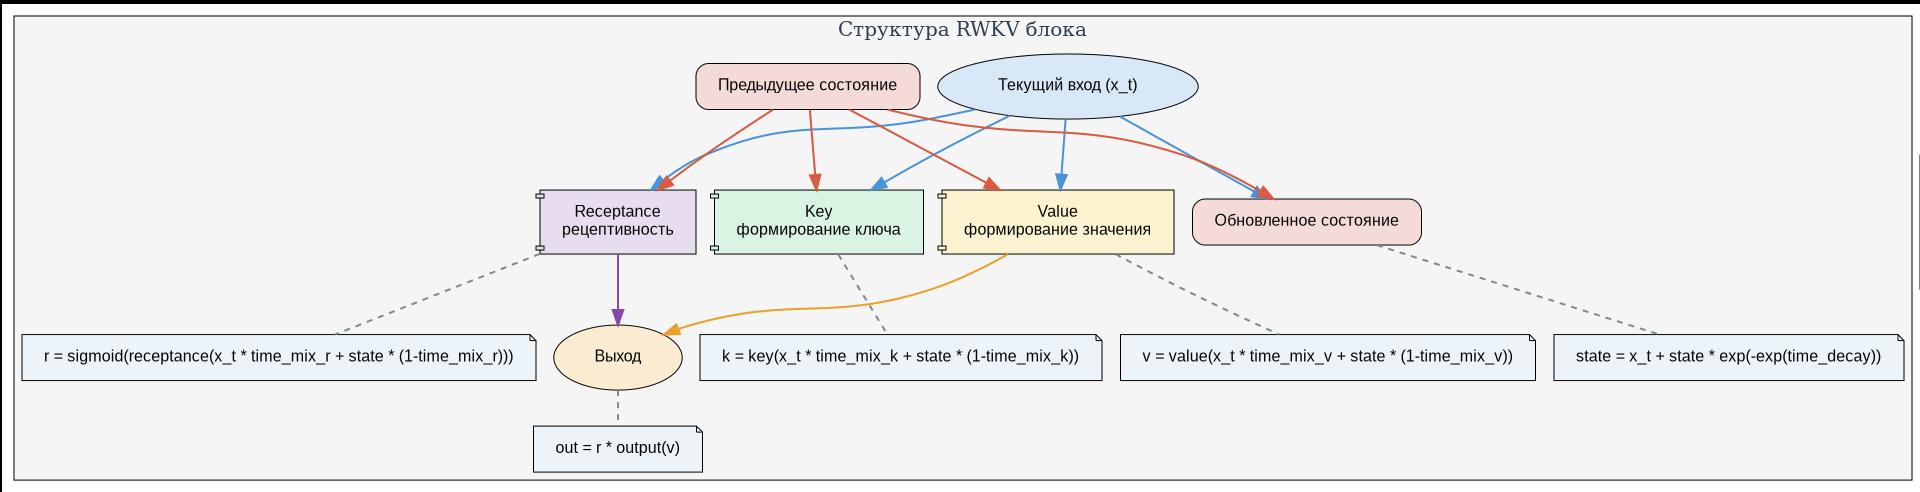 Структура RWKV блока
Предыдущее состояние
Текущий вход (x_t)
Receptance
рецептивность
Key
формирование ключа
Value
формирование значения
Обновленное состояние
r = sigmoid(receptance(x_t * time_mix_r + state * (1-time_mix_r)))
Выход
k = key(x_t * time_mix_k + state * (1-time_mix_k))
v = value(x_t * time_mix_v + state * (1-time_mix_v))
state = x_t + state * exp(-exp(time_decay))
out = r * output(v)